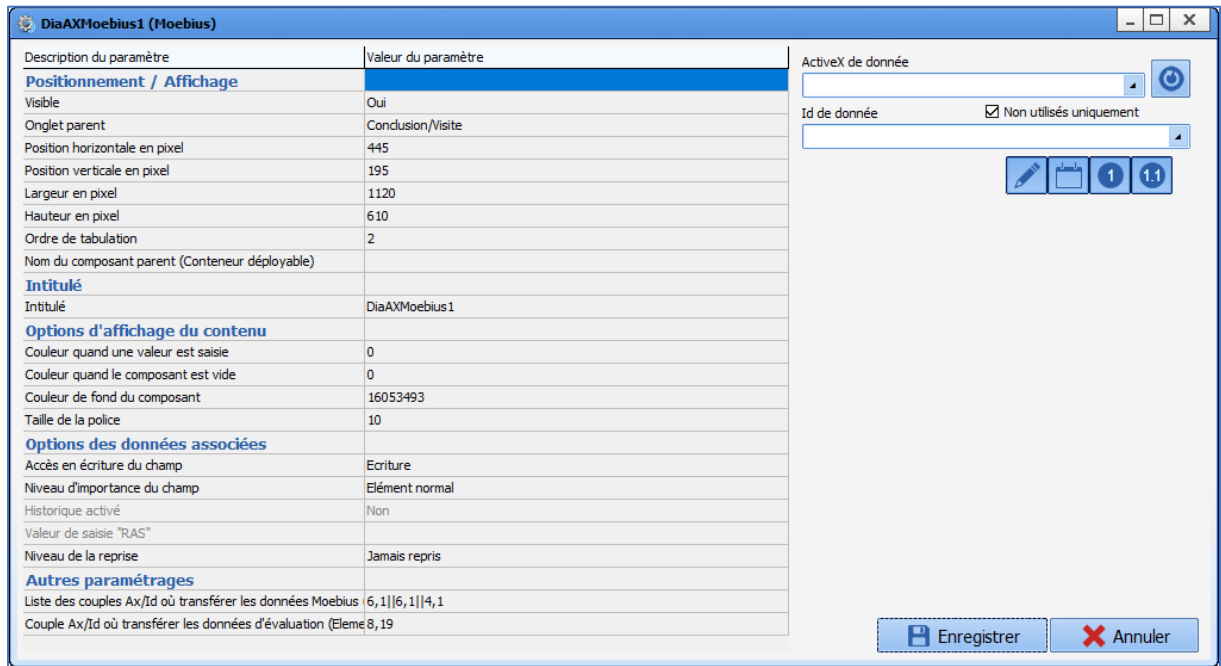 DiaAXMoebius1 (Moebius)
Description du paramètre Valeur du paramètre
Positionnement / Affichage
Visible Oui
Onglet parent Conclusion/Visite
Position horizontale en pixel 445
Position verticale en pixel 195
Largeur en pixel 1120
Hauteur en pixel 610
Ordre de tabulation 2
Nom du composant parent (Conteneur déployable)
Intitulé
Intitulé DiaAXMoebius1
Options d'affichage du contenu
Couleur quand une valeur est saisie 0
Couleur quand le composant est vide 0
Couleur de fond du composant 16053493
Taille de la police 10
Options des données associées
Accès en écriture du champ Ecriture
Niveau d'importance du champ Elément normal
Historique activé Non
Valeur de saisie "RAS"
Niveau de la reprise Jamais repris
Autres paramétrages
Liste des couples Ax/Id où transférer les données Moebius 6,1||6,1||4,1
Couple Ax/Id où transférer les données d'évaluation (Eleme 8,19
ActiveX de donnée
Id de donnée Non utilisés uniquement
1 1.1
Enregistrer Annuler